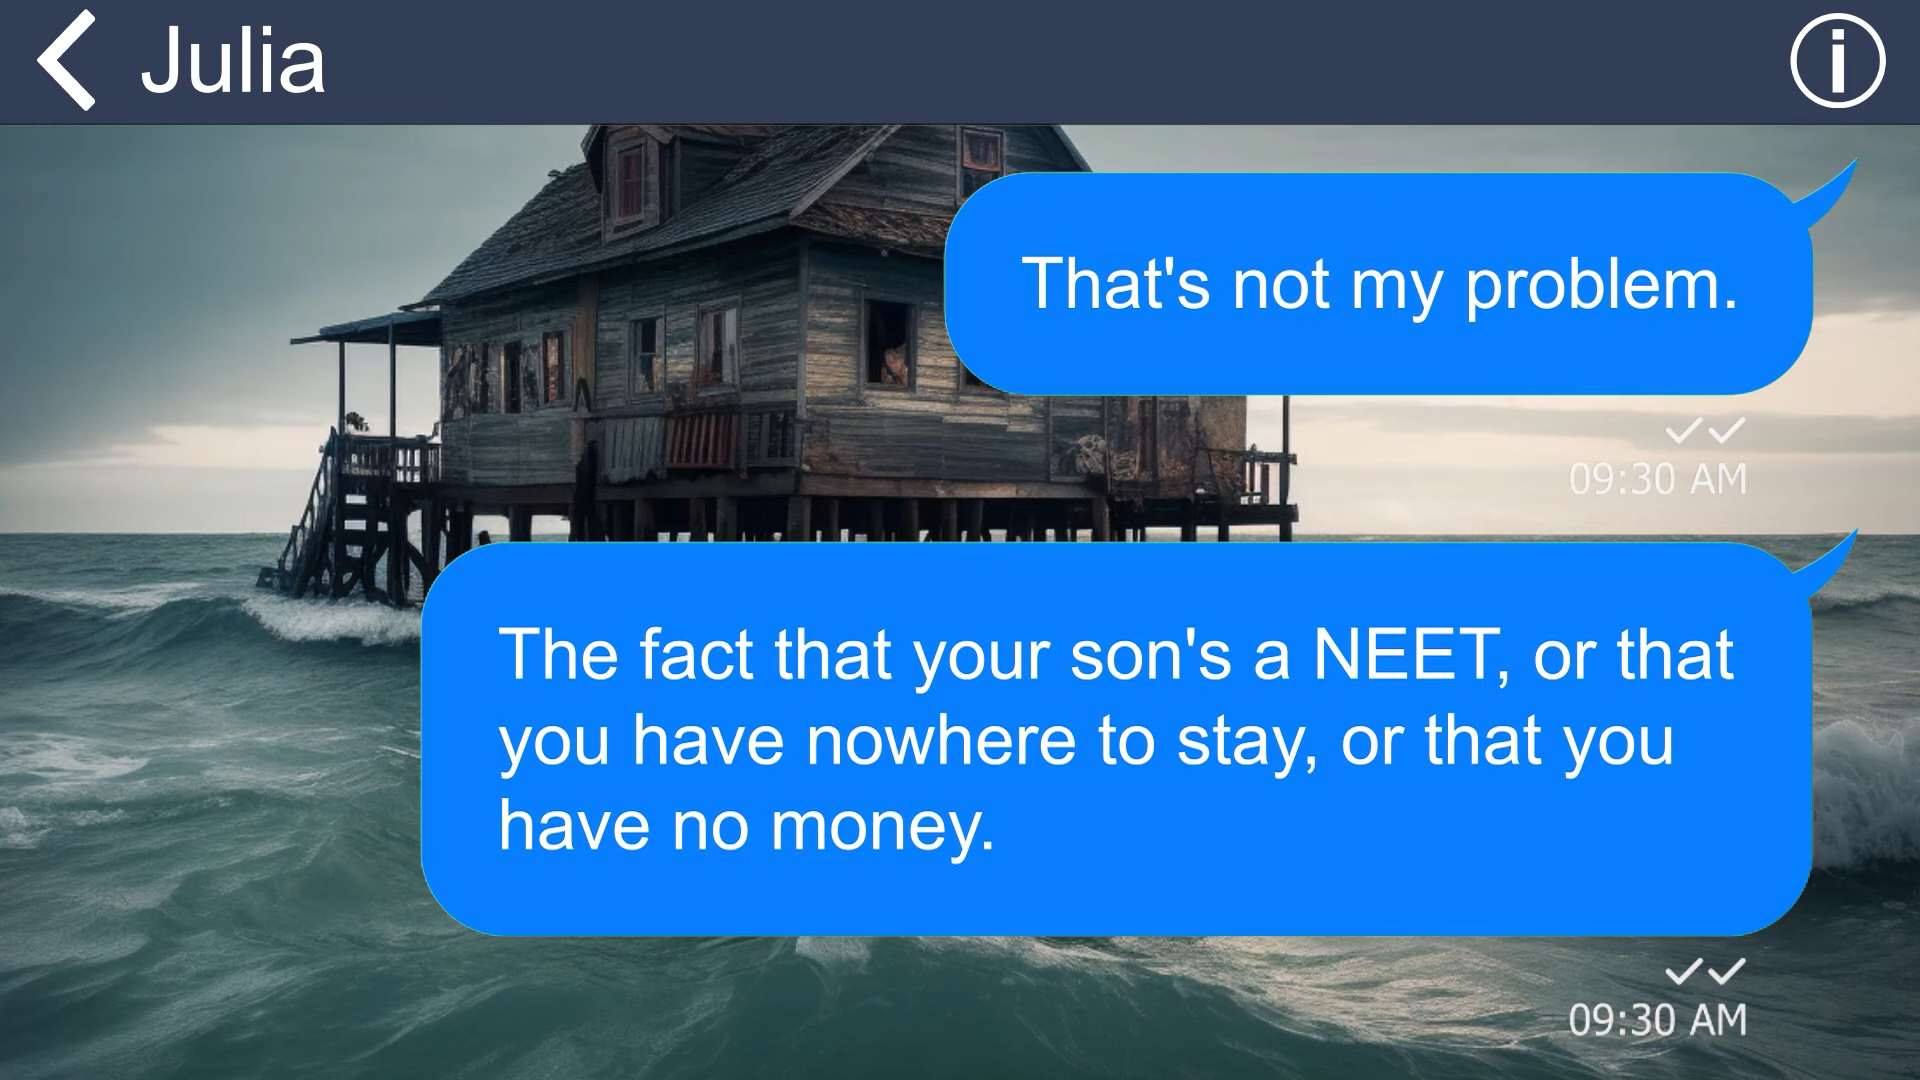 Julia
That's not my problem.
09:30 AM
The fact that your son's a NEET, or that
you have nowhere to stay, or that you
have no money.
09:30 AM